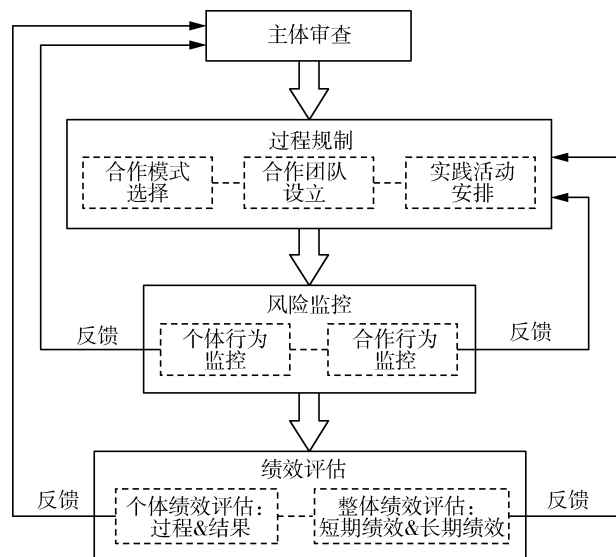 主体审查
过程规制
合作模式
选择
合作团队
设立
实践活动
安排
风险监控
反馈
个体行为
监控
合作行为
监控
反馈
绩效评估
反馈
个体绩效评估：
过程&结果
整体绩效评估：
短期绩效&长期绩效
反馈